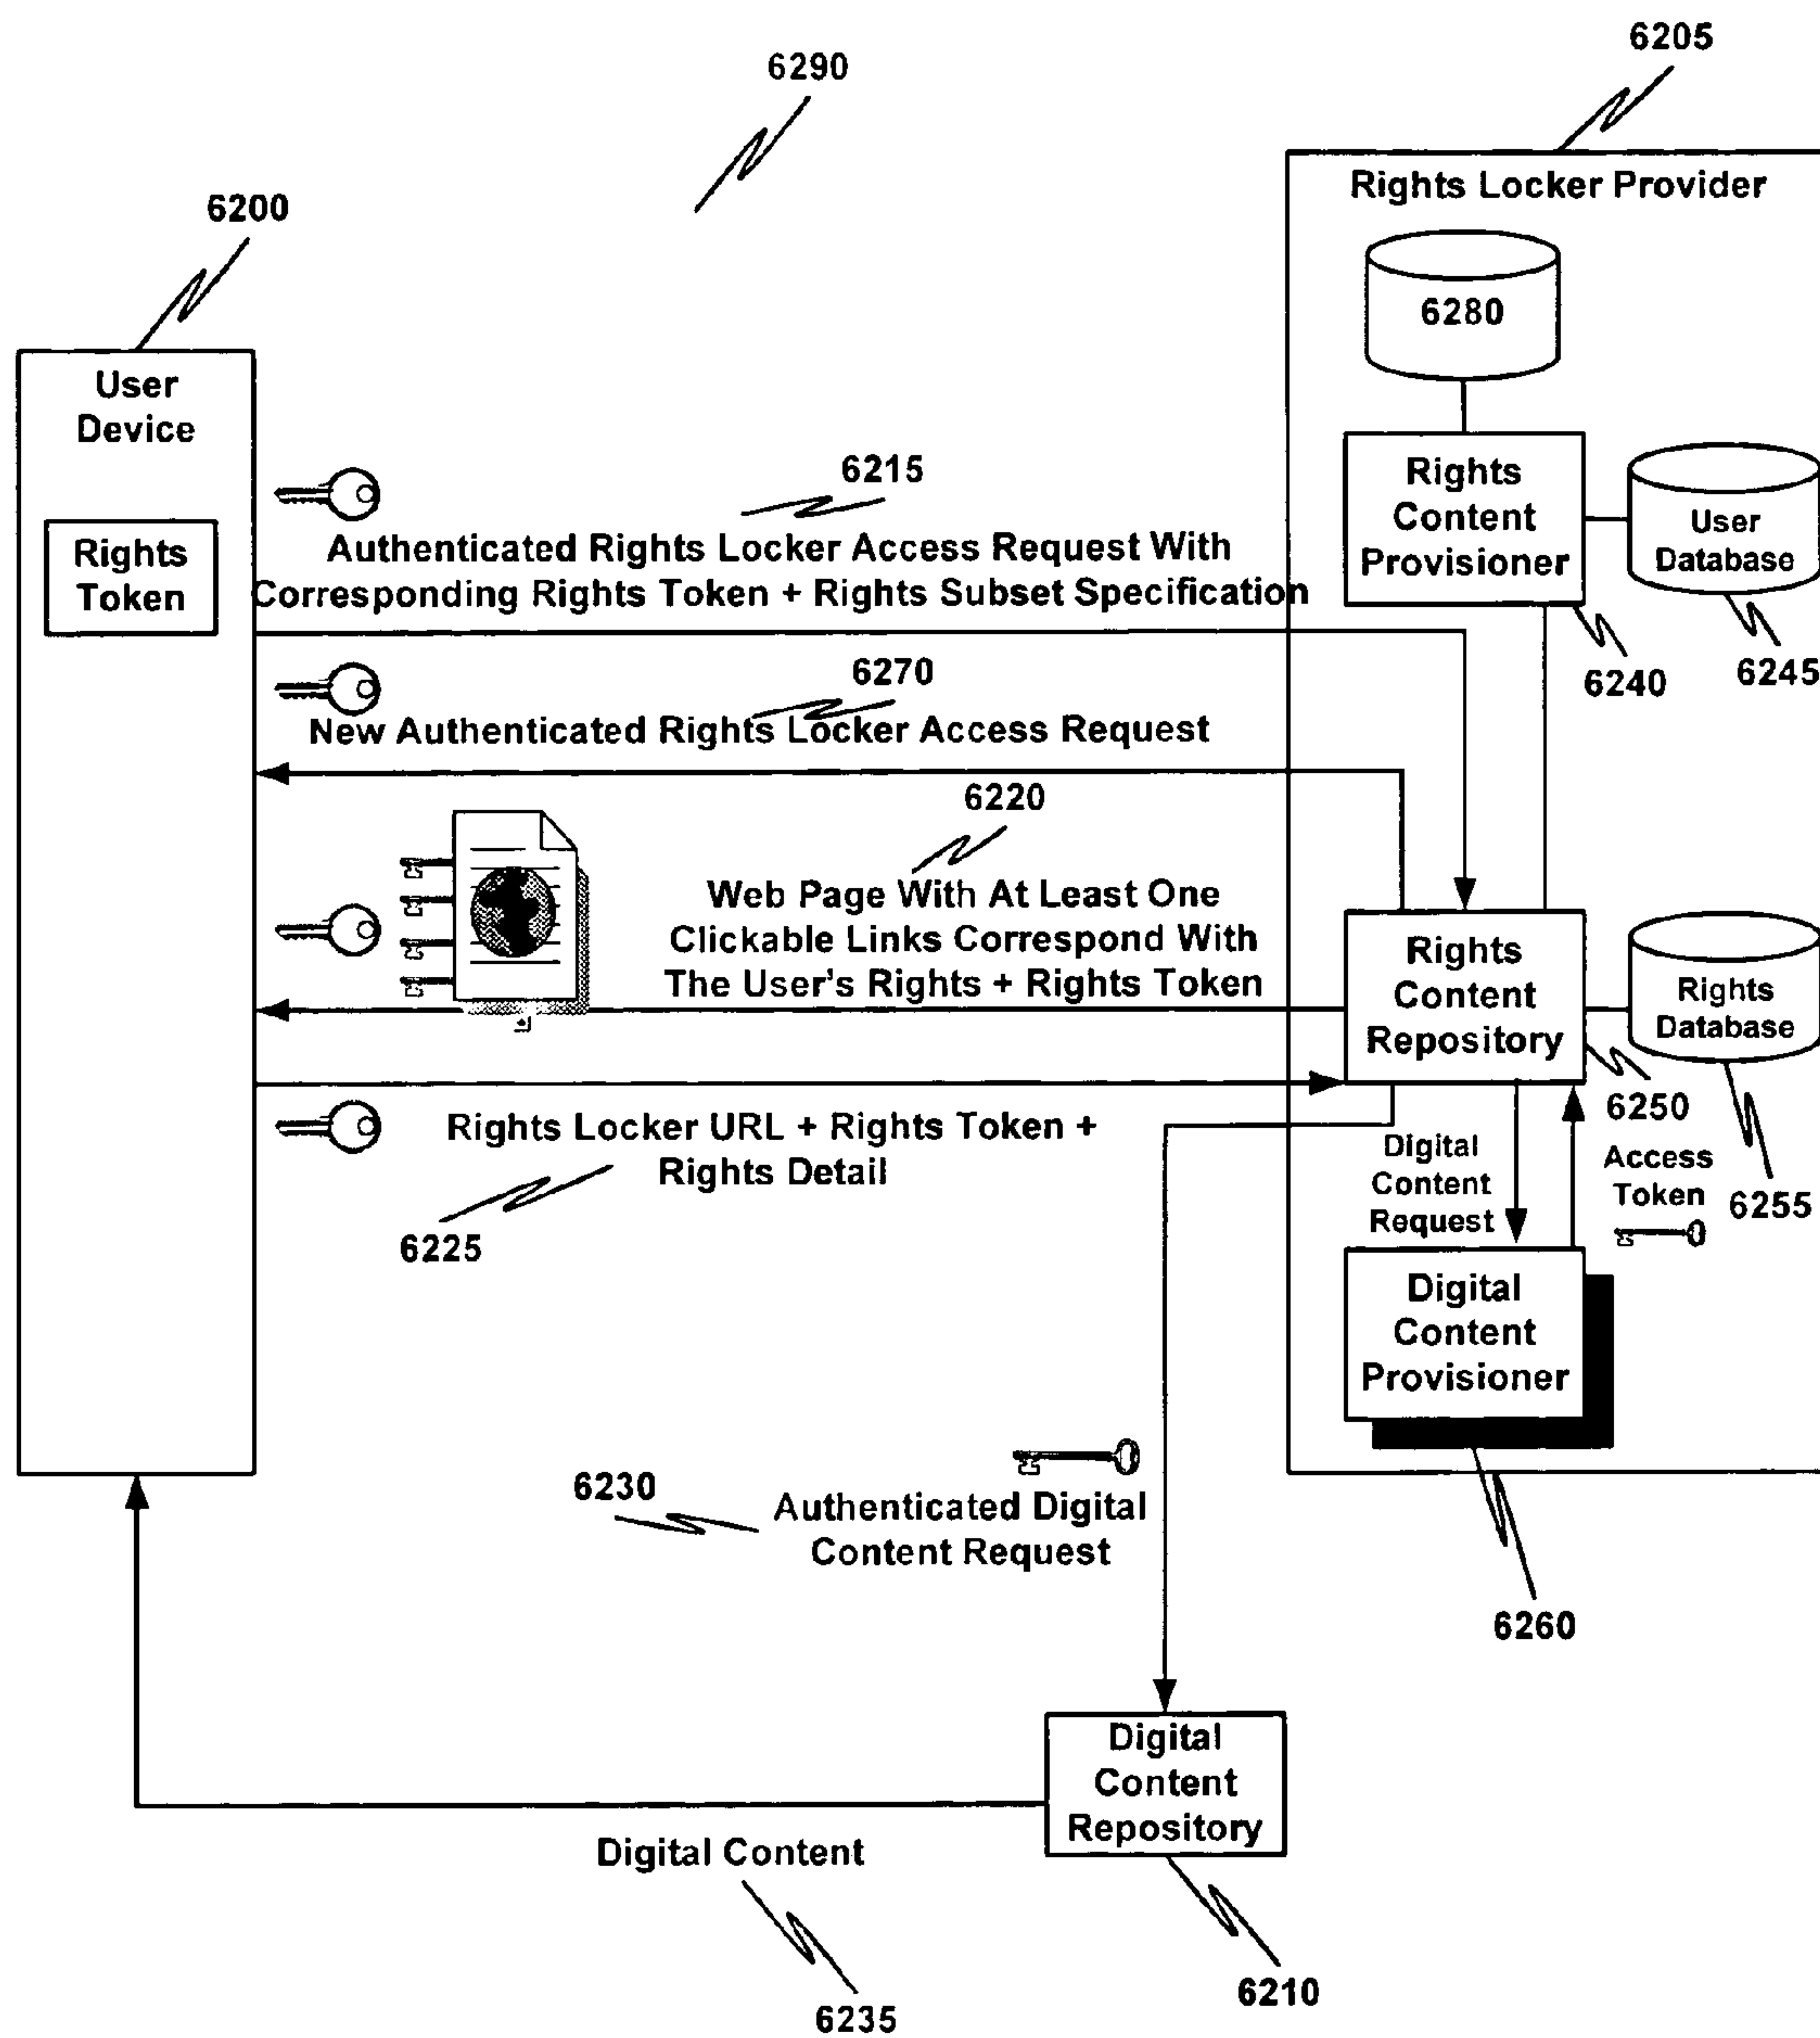 6205
6290
Rights Locker Provider
6200
6280
User
Device
Rights
Content
Provisioner
User
Database
6215
Rights
Token
Authenticated Rights Locker Access Request With
Corresponding Rights Token + Rights Subset Specification
6240
6245
6270
New Authenticated Rights Locker Access Request
6220
Web Page With At Least One
Clickable Links Correspond With
The User's Rights + Rights Token
Rights
Content
Repository
Rights
Database
6250
6255
Rights Locker URL + Rights Token +
Rights Detail
6225
Digital
Content
Request
Access
Token
Digital
Content
Provisioner
6260
6230
Authenticated Digital
Content Request
Digital
Content
Repository
6210
Digital Content
6235